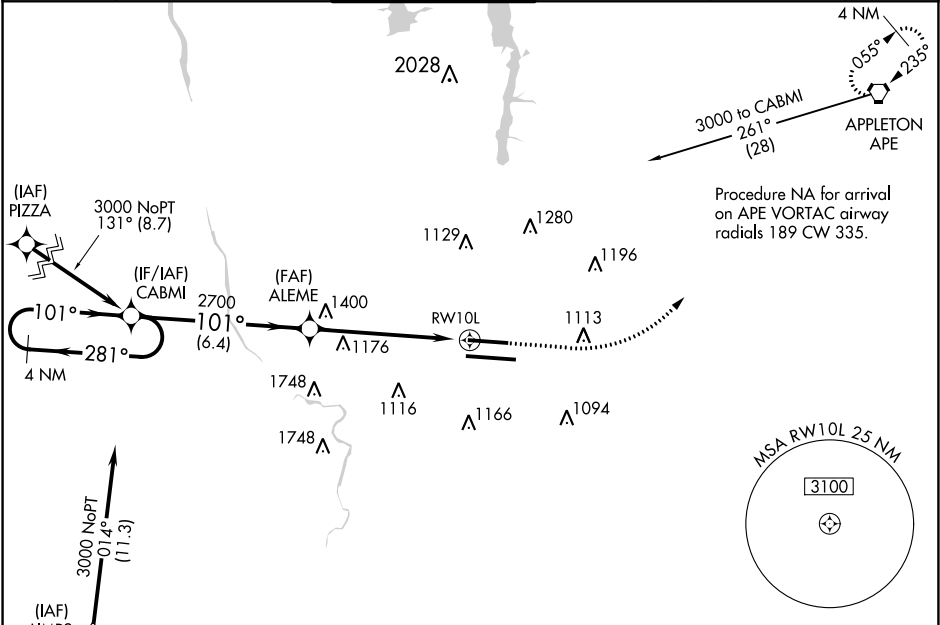 4 NM
055°
235°
2028
3000 to CABMI
261°
(28)
APPLETON
APE
Procedure NA for arrival
on APE VORTAC airway
radials 189 CW 335.
(IAF)
PIZZA
3000 NoPT
131° (8.7)
1129
1280
1196
(IF/IAF)
CABMI
(FAF)
ALEME
1400
2700
101°
(6.4)
101°
281°
4 NM
RW10L
1113
1176
1748
1116
1166
1094
1748
MSA RW10L 25 NM
3100
3000 NoPT
014°
(11.3)
(IAF)